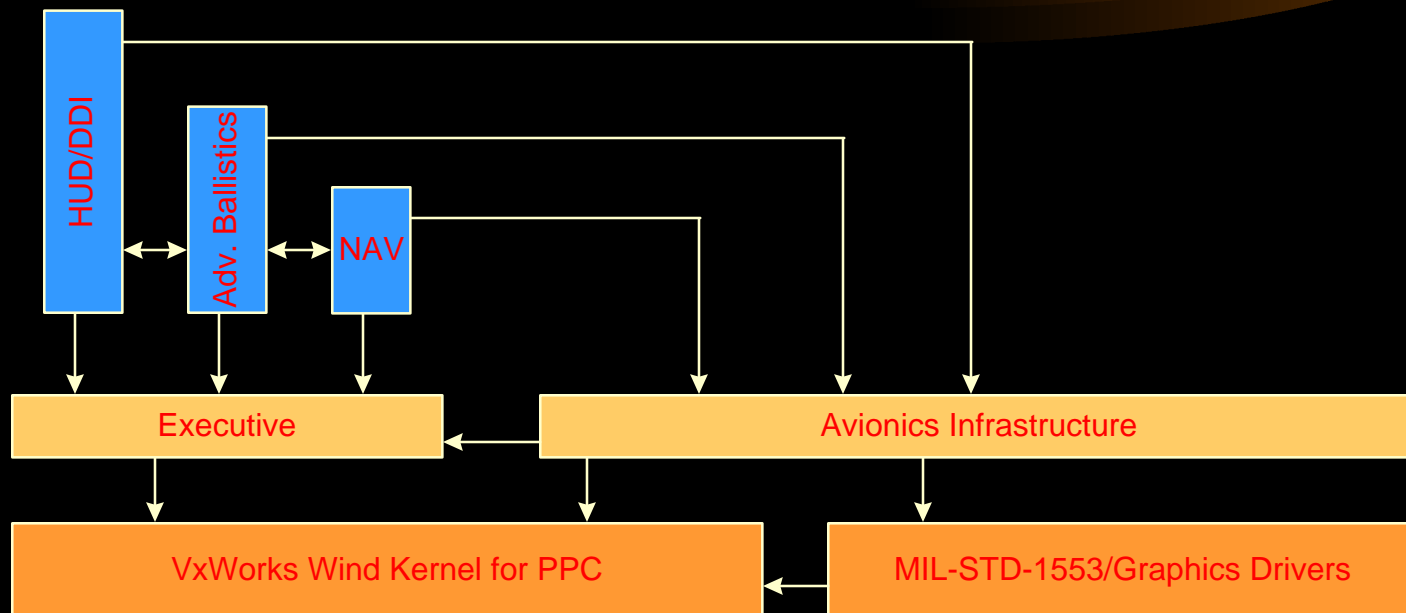 HUD/DDI
Adv. Ballistics
NAV
Executive
Avionics Infrastructure
VxWorks Wind Kernel for PPC
MIL-STD-1553/Graphics Drivers